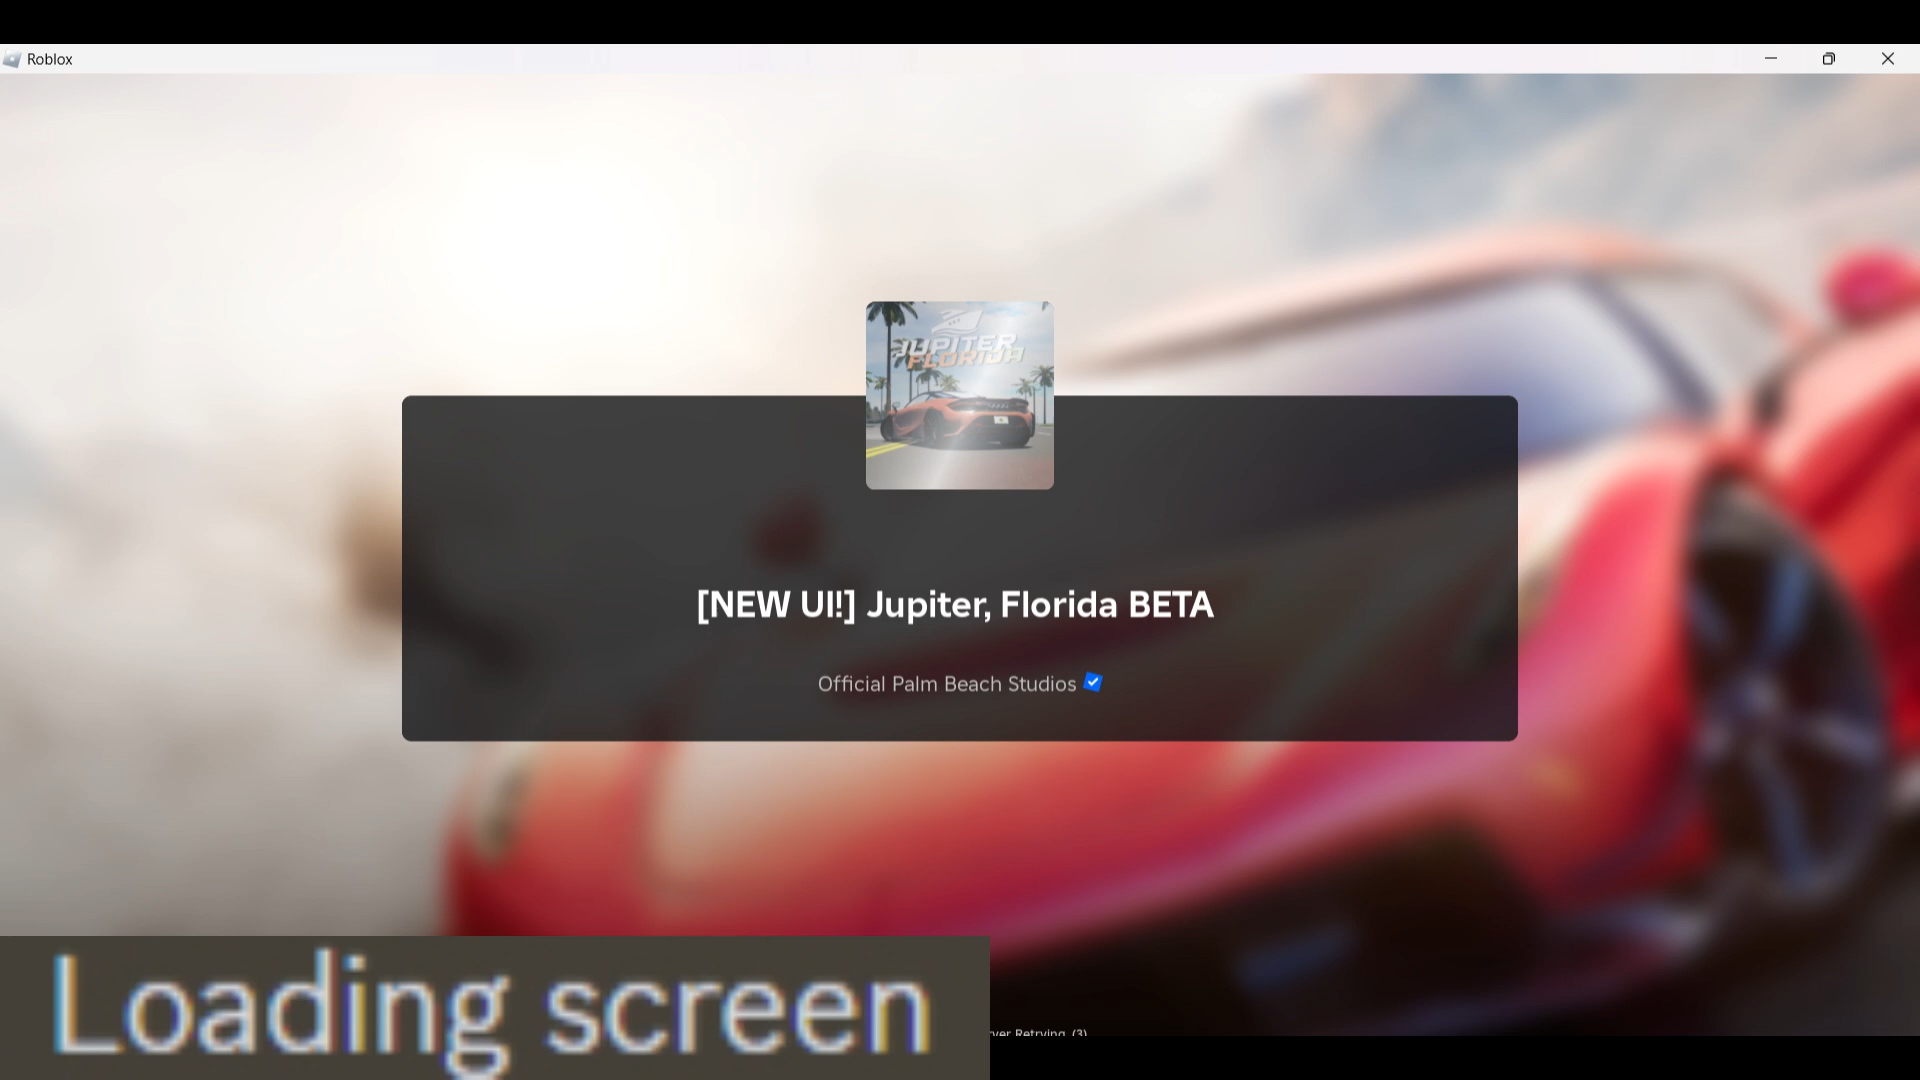 Roblox
JUPITER
FLORIDA
[NEW UI!] Jupiter, Florida BETA
Official Palm Beach Studios
Loading screen
Retrying (3)